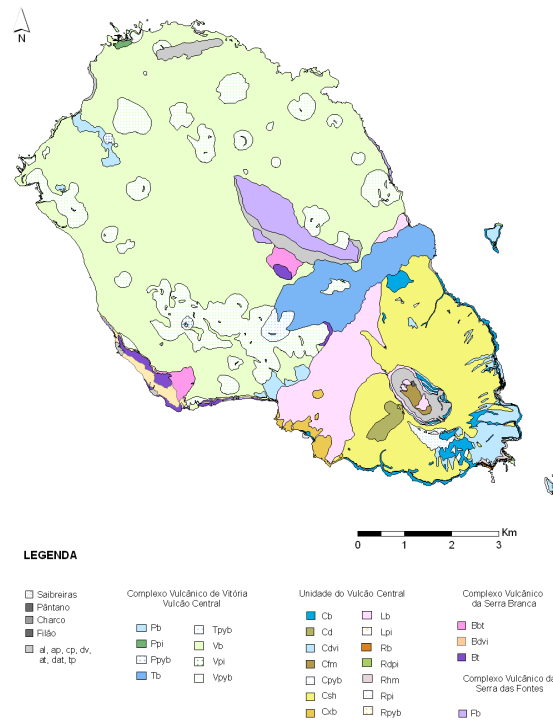 N
Km
0 1 2 3
LEGENDA
Saibreiras
Pântano
Charco
Filão
al, ap, cp, dv,
at, dat, tp
Complexo Vulcânico de Vitória
Vulcão Central
Pb
Ppi
Ppyb
Tb
Tpyb
Vb
Vpi
Vpyb
Unidade do Vulcão Central
Cb
Cd
Cdvi
Cfm
Cpyb
Csh
Cxb
Lb
Lpi
Rb
Rdpi
Rhm
Rpi
Rpyb
Complexo Vulcânico
da Serra Branca
Bbt
Bdvi
Bt
Complexo Vulcânico da
Serra das Fontes
Fb